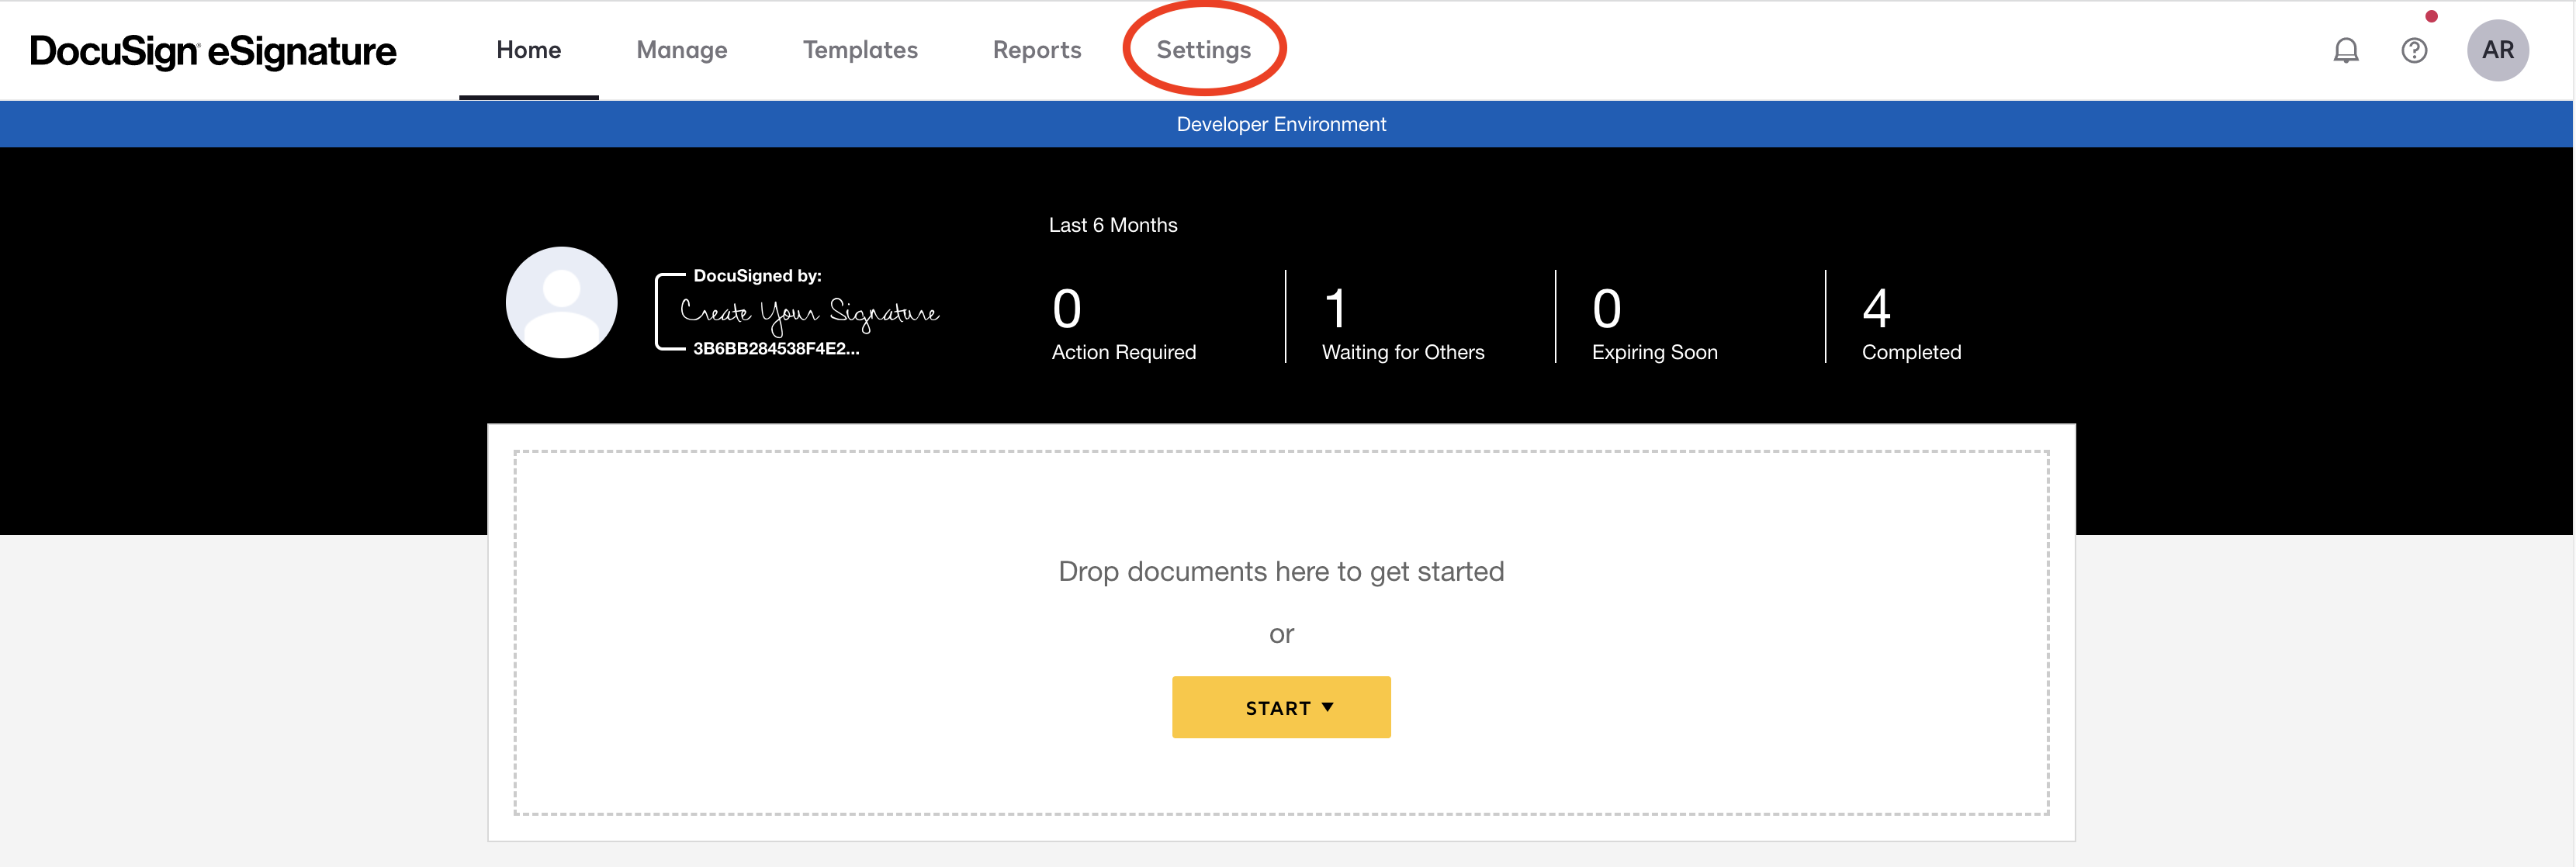 DocuSign eSignature
Home Manage Templates Reports Settings
AR
Developer Environment
Last 6 Months
DocuSigned by:
Create Your Signature
3B6BB284538F4E2...
0 1 0 4
Action Required Waiting for Others Expiring Soon Completed
Drop documents here to get started
or
START